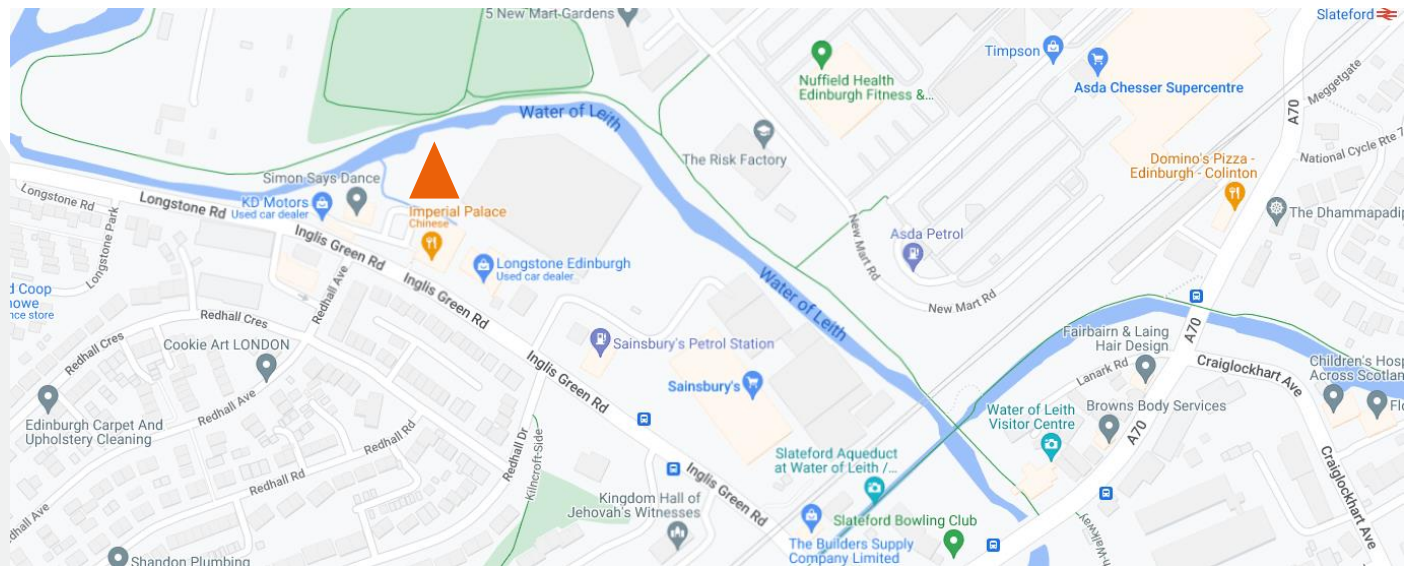 5 New Mart-Gardens
Slateford
Timpson
Nuffield Health
Edinburgh Fitness &...
Asda Chesser Supercentre
Meggetgate
A70
Water of Leith
National Cycle Rte 7
The Risk Factory
Domino's Pizza -
Edinburgh - Colinton
Simon Says Dance
Longstone Rd
Longstone Rd
KD Motors
Used car dealer
Imperial Palace
Chinese
The Dhammapadip
New Mart Rd
Asda Petrol
Longstone Park
Inglis Green Rd
Longstone Edinburgh
Used car dealer
Inglis Green Rd
Water of Leith
New Mart Rd
d Coop
howe
nce store
Redhall Ave
Redhall Cres
Redhall Cres
Cookie Art LONDON
Sainsbury's Petrol Station
Fairbairn & Laing
Hair Design
A70
Craiglockhart Ave
Children's Hosp
Across Scotlan
Inglis Green Rd
Sainsbury's
Lanark Rd
Edinburgh Carpet And
Upholstery Cleaning
Redhall Ave
Redhall Rd
Water of Leith
Visitor Centre
Browns Body Services
Flo
A70
Redhall Dr
Kilncroft-Side
Slateford Aqueduct
at Water of Leith /...
Inglis Green Rd
Redhall Rd
Craiglockhart Ave
Kingdom Hall of
Jehovah's Witnesses
dhall Ave
Slateford Bowling Club
The Builders Supply
Company Limited
h-Walkway
Shandon Plumbing